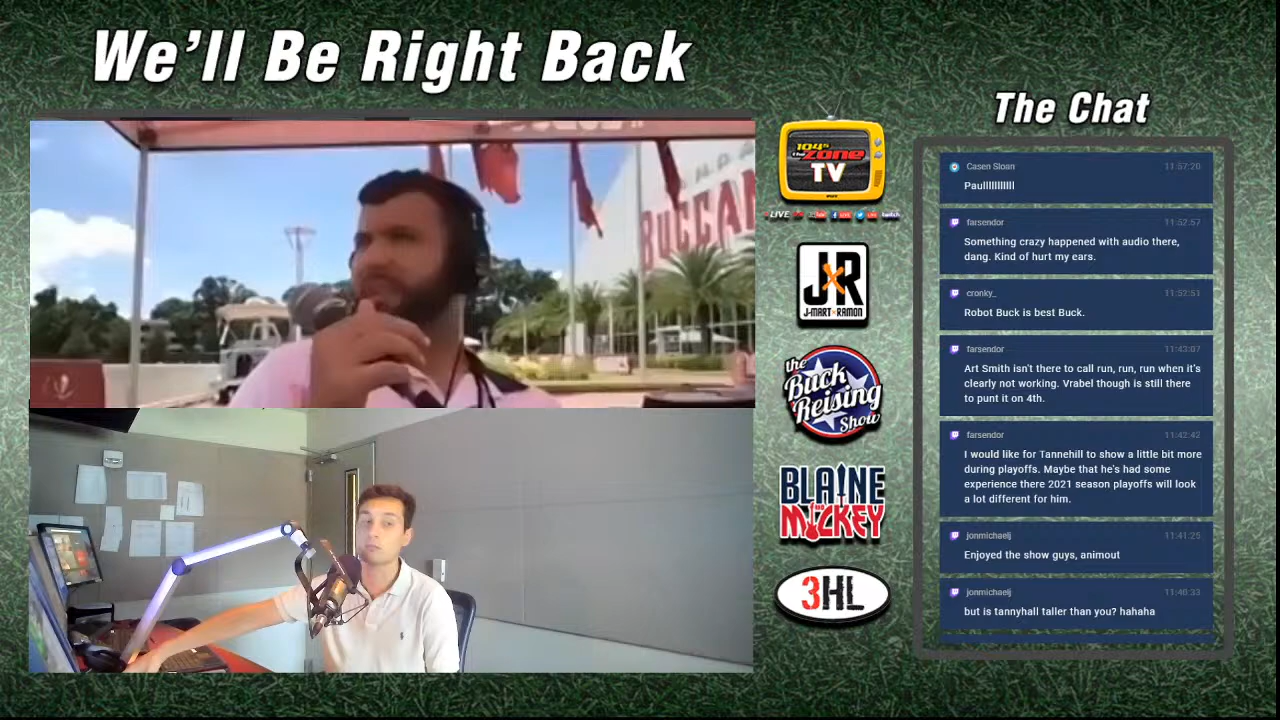 We'll Be Right Back
The Chat
BUCCAN
104.5
the ZONE
TV
LIVE
JxR
J-MART RAMON
the
Buck
Reising
Show
BLAINE
AND
MICKEY
3HL
Casen Sloan 11:57:20
Paulllllllllll
farsendor 11:52:57
Something crazy happened with audio there,
dang. Kind of hurt my ears.
cronky_ 11:52:51
Robot Buck is best Buck.
farsendor 11:43:07
Art Smith isn't there to call run, run, run when it's
clearly not working. Vrabel though is still there
to punt it on 4th.
farsendor 11:42:42
I would like for Tannehill to show a little bit more
during playoffs. Maybe that he's had some
experience there 2021 season playoffs will look
a lot different for him.
jonmichaelj 11:41:25
Enjoyed the show guys, animout
jonmichaelj 11:40:33
but is tannyhall taller than you? hahaha